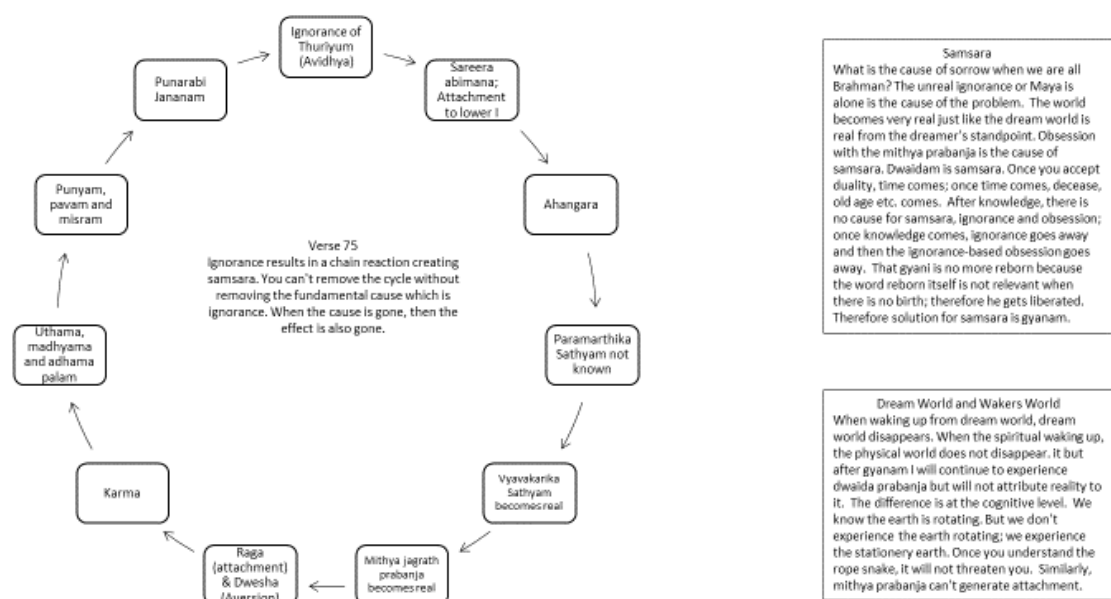 Ignorance of
Thuriyum
(Avidhya)
Sareera
abimana;
Attachment
to lower I
Ahangara
Paramarthika
Sathyam not
known
Vyavakarika
Sathyam
becomes real
Mithya jagrath
prabanja
becomes real
Raga
(attachment)
& Dwesha
(Aversion)
Karma
Uthama,
madhyama
and adhama
palam
Punyam,
pavam and
misram
Punarabi
Jananam
Verse 75
Ignorance results in a chain reaction creating
samsara. You can't remove the cycle without
removing the fundamental cause which is
ignorance. When the cause is gone, then the
effect is also gone.
Samsara
What is the cause of sorrow when we are all
Brahman? The unreal ignorance or Maya is
alone is the cause of the problem. The world
becomes very real just like the dream world is
real from the dreamer's standpoint. Obsession
with the mithya prabanja is the cause of
samsara. Dwaidam is samsara. Once you accept
duality, time comes; once time comes, decease,
old age etc. comes. After knowledge, there is
no cause for samsara, ignorance and obsession;
once knowledge comes, ignorance goes away
and then the ignorance-based obsession goes
away. That gyani is no more reborn because
the word reborn itself is not relevant when
there is no birth; therefore he gets liberated.
Therefore solution for samsara is gyanam.
Dream World and Wakers World
When waking up from dream world, dream
world disappears. When the spiritual waking up,
the physical world does not disappear. It but
after gyanam I will continue to experience
dwaida prabanja but will not attribute reality to
it. The difference is at the cognitive level. We
know the earth is rotating. But we don't
experience the earth rotating; we experience
the stationary earth. Once you understand the
rope snake, it will not threaten you. Similarly,
mithya prabanja can't generate attachment.